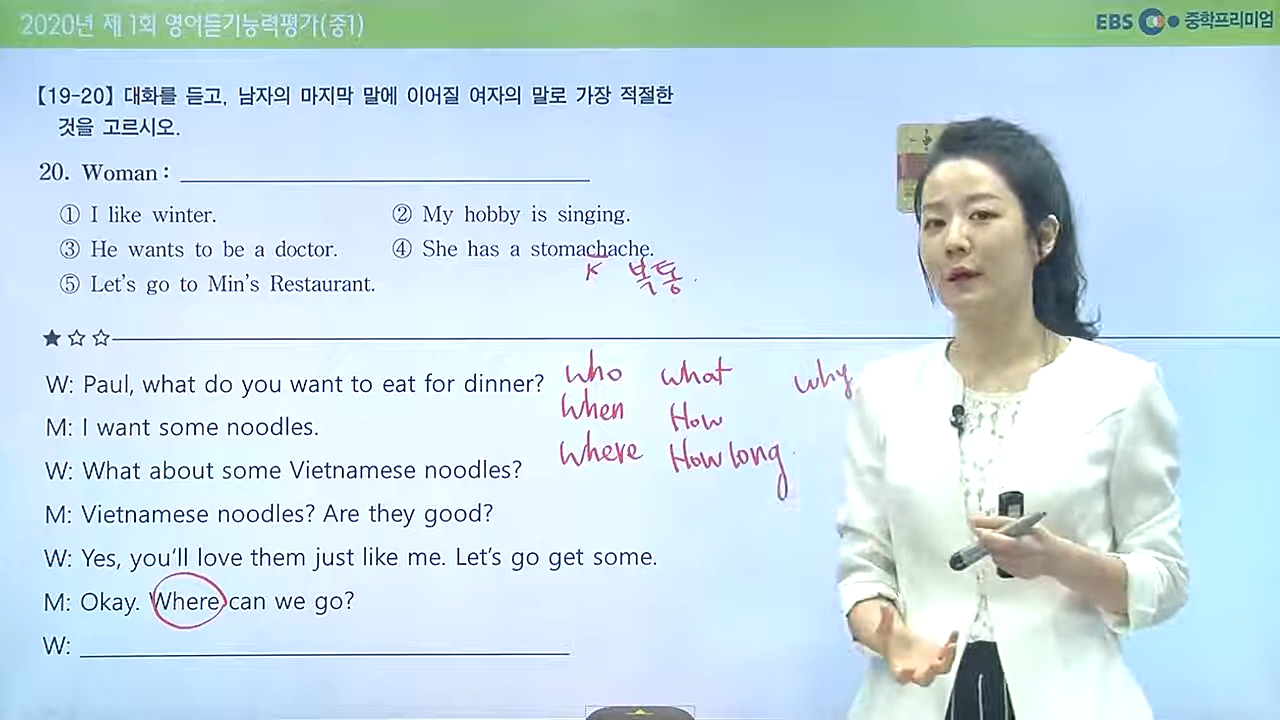 2020년 제 1회 영어듣기능력평가(중1)
EBS 중학프리미엄
【19-20】 대화를 듣고, 남자의 마지막 말에 이어질 여자의 말로 가장 적절한
것을 고르시오.
20. Woman :
① I like winter. ② My hobby is singing.
③ He wants to be a doctor. ④ She has a stomachache.
K 복통
⑤ Let's go to Min's Restaurant.
★☆☆
W: Paul, what do you want to eat for dinner? who what why
M: I want some noodles. When How
W: What about some Vietnamese noodles? Where How long
M: Vietnamese noodles? Are they good?
W: Yes, you'll love them just like me. Let's go get some.
M: Okay. Where can we go?
W: